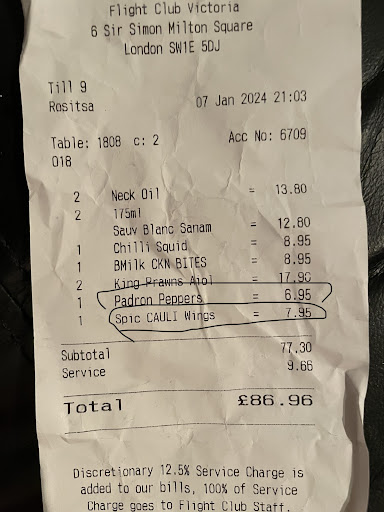 Flight Club Victoria
6 Sir Simon Milton Square
London SW1E 5DJ
Till 9
Rositsa 07 Jan 2024 21:03
Table: 1808 c: 2 Acc No: 6709
018
2 Neck Oil = 13.80
2 175ml
Sauv Blanc Sanam = 12.80
1 Chilli Squid = 8.95
1 BMilk CKN BITES = 8.95
2 King Prawns Aiol = 17.90
1 Padron Peppers = 6.95
1 Spic CAULI Wings = 7.95
Subtotal 77.30
Service 9.66
Total £86.96
Discretionary 12.5% Service Charge is
added to our bills, 100% of Service
Charge goes to Flight Club Staff.